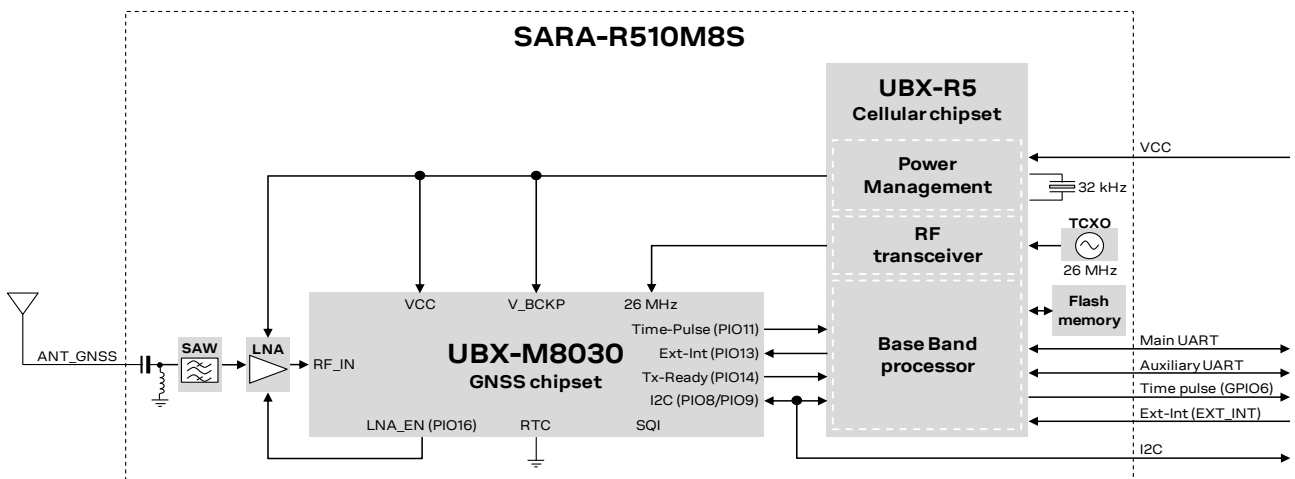 SARA-R510M8S
UBX-R5
Cellular chipset
VCC
Power
Management
32 kHz
TCXO
RF
transceiver
26 MHz
VCC
V_BCKP
26 MHz
Flash
memory
Time-Pulse (PIO11)
ANT_GNSS
SAW
LNA
RF_IN
UBX-M8030
GNSS chipset
Ext-Int (PIO13)
Tx-Ready (PIO14)
I2C (PIO8/PIO9)
Base Band
processor
Main UART
Auxiliary UART
Time pulse (GPIO6)
Ext-Int (EXT_INT)
LNA_EN (PIO16)
RTC
SQI
I2C